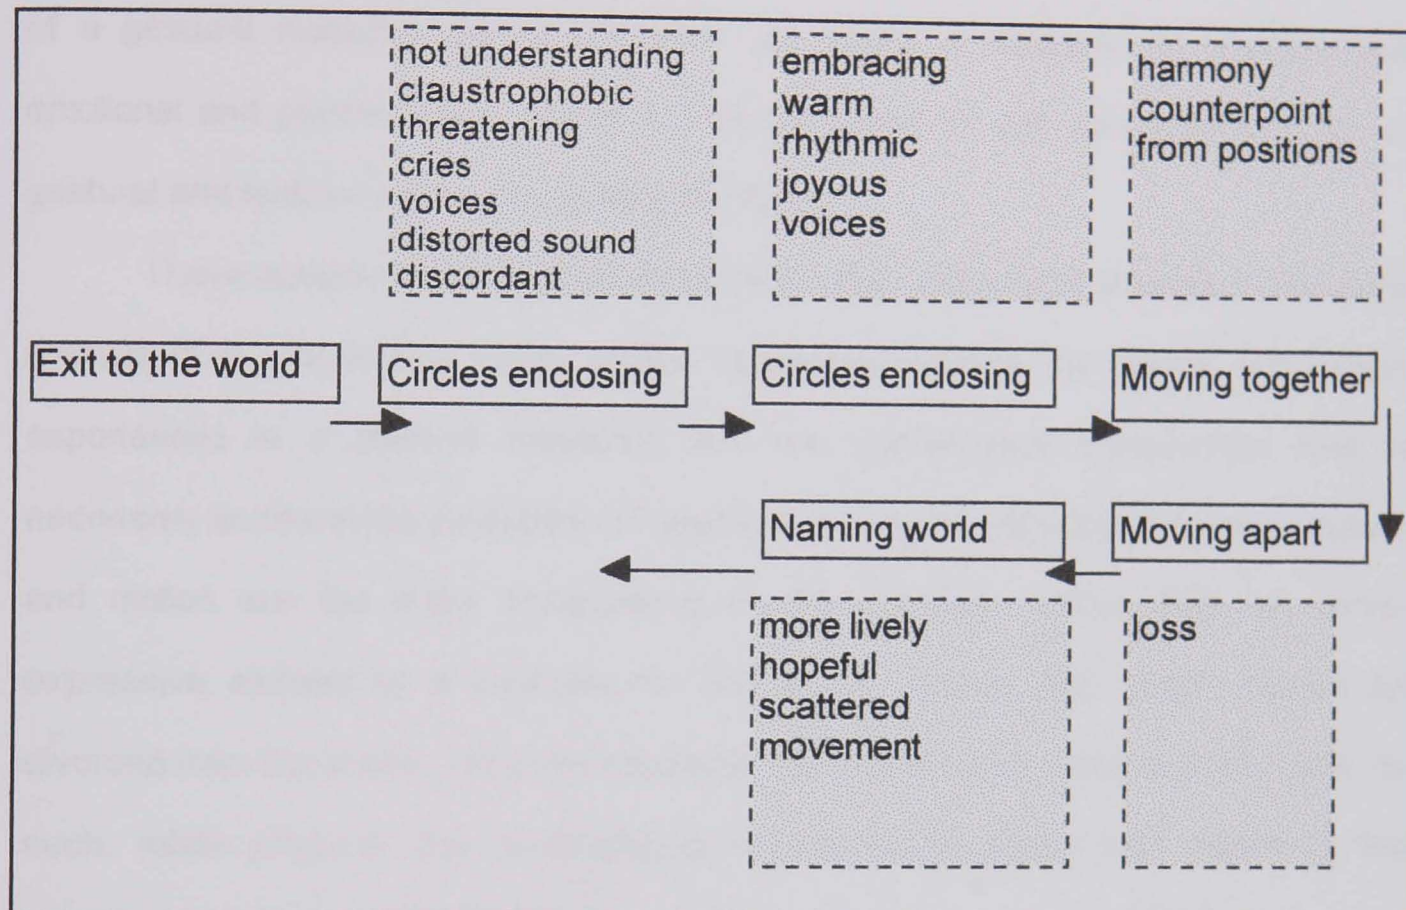 not understanding
claustrophobic
threatening
cries
voices
distorted sound
discordant
embracing
warm
rhythmic
joyous
voices
harmony
counterpoint
from positions
Exit to the world
Circles enclosing
Circles enclosing
Moving together
Moving apart
loss
Naming world
more lively
hopeful
scattered
movement